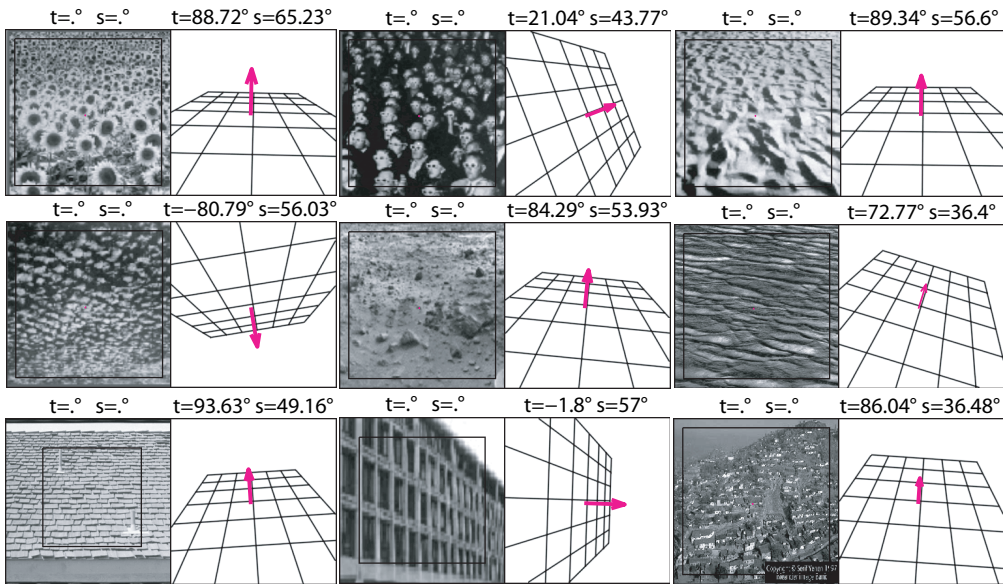 t=.° s=.° t=88.72° s=65.23° t=.° s=.° t=21.04° s=43.77° t=.° s=.° t=89.34° s=56.6°
t=.° s=.° t=−80.79° s=56.03° t=.° s=.° t=84.29° s=53.93° t=.° s=.° t=72.77° s=36.4°
t=.° s=.° t=93.63° s=49.16° t=.° s=.° t=−1.8° s=57° t=.° s=.° t=86.04° s=36.48°
Copyright ©